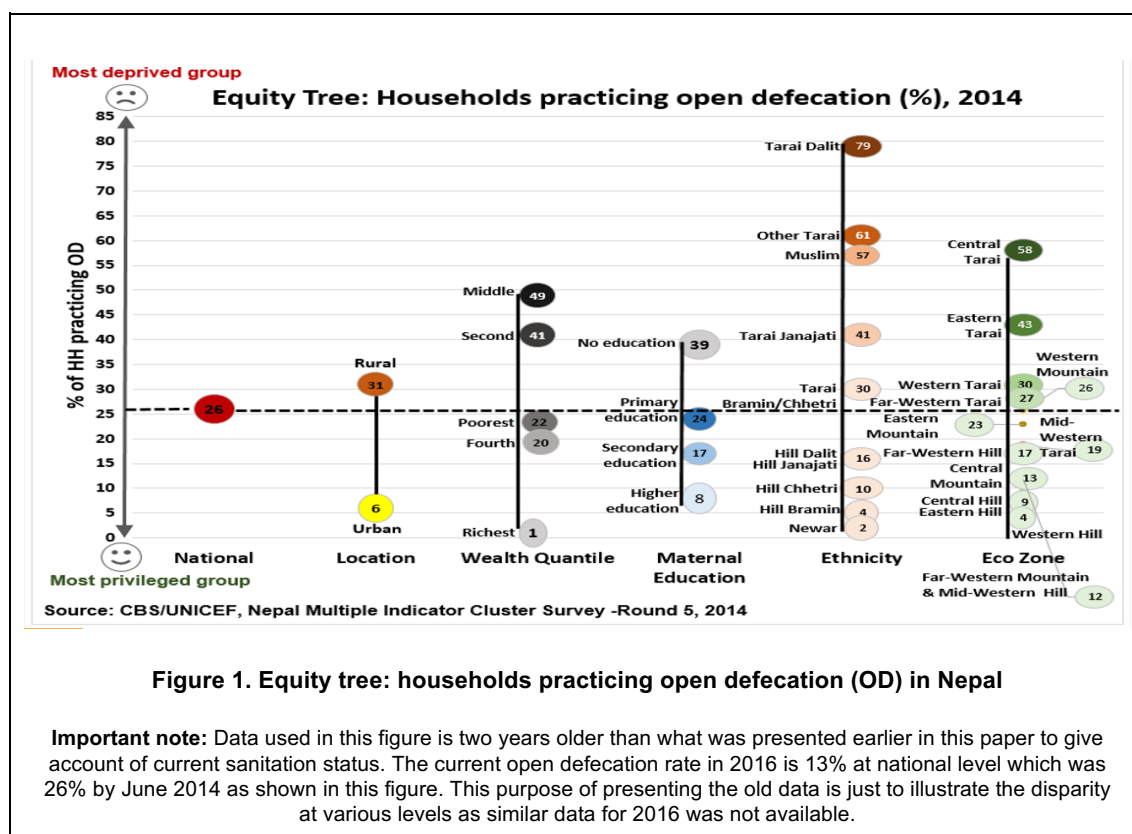 Most deprived group
Equity Tree: Households practicing open defecation (%), 2014
% of HH practicing OD
85
80
75
70
65
60
55
50
45
40
35
30
25
20
15
10
5
0
26
National
Rural
31
6
Urban
Location
Middle 49
Second 41
Poorest 22
Fourth 20
Richest 1
Wealth Quantile
No education 39
Primary
education 24
Secondary
education 17
Higher
education 8
Maternal
Education
Tarai Dalit 79
Other Tarai 61
Muslim 57
Tarai Janajati 41
Tarai
Bramin/Chhetri 30
Hill Dalit
Hill Janajati 16
Hill Chhetri 10
Hill Bramin 4
Newar 2
Ethnicity
Central
Tarai 58
Eastern
Tarai 43
Western
Mountain
26
Western Tarai 30
Far-Western Tarai 27
Eastern
Mountain 23
Mid-
Western
Tarai 19
Far-Western Hill 17
Central
Mountain 13
Central Hill 9
Eastern Hill 4
Western Hill
Eco Zone
Far-Western Mountain
& Mid-Western Hill 12
Most privileged group
Source: CBS/UNICEF, Nepal Multiple Indicator Cluster Survey -Round 5, 2014
Figure 1. Equity tree: households practicing open defecation (OD) in Nepal
Important note: Data used in this figure is two years older than what was presented earlier in this paper to give
account of current sanitation status. The current open defecation rate in 2016 is 13% at national level which was
26% by June 2014 as shown in this figure. This purpose of presenting the old data is just to illustrate the disparity
at various levels as similar data for 2016 was not available.